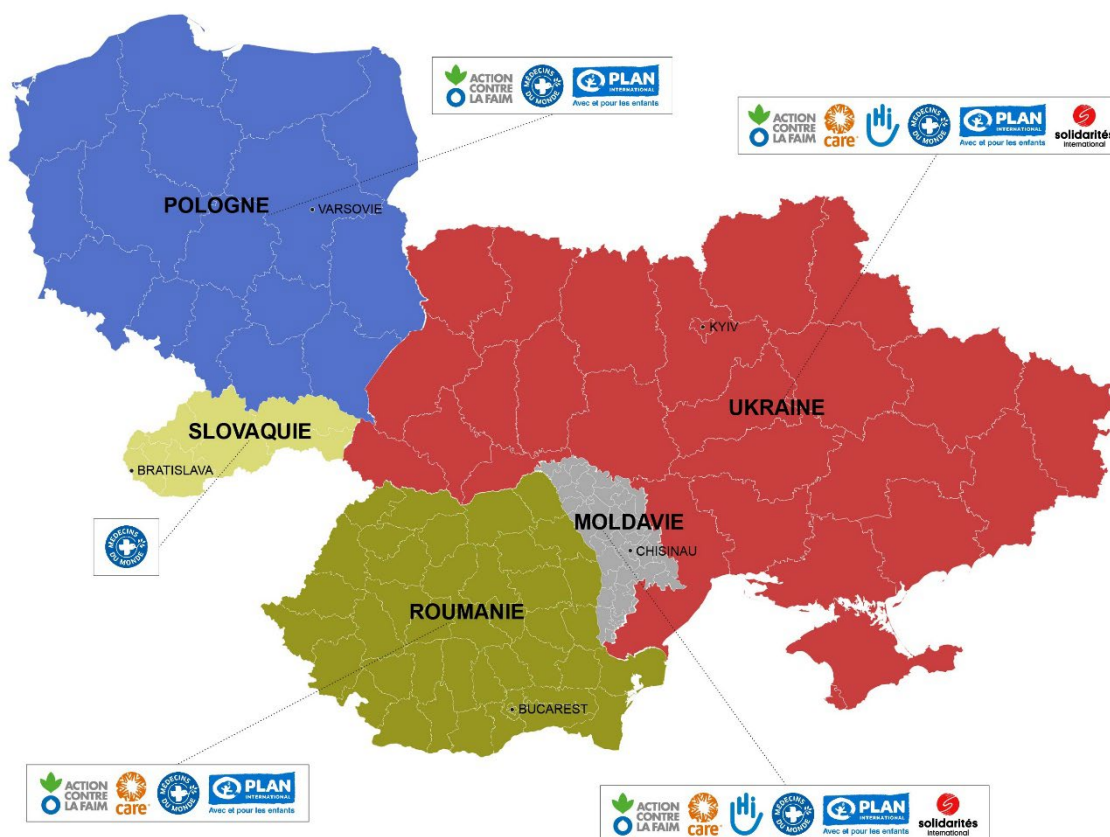 ACTION
CONTRE
LA FAIM
MEDECINS
DU MONDE
PLAN
INTERNATIONAL
Avec et pour les enfants
ACTION
CONTRE
LA FAIM
care
Hi
MEDECINS
DU MONDE
PLAN
INTERNATIONAL
Avec et pour les enfants
solidarités
international
POLOGNE
VARSOVIE
KYIV
UKRAINE
SLOVAQUIE
BRATISLAVA
MEDECINS
DU MONDE
MOLDAVIE
CHISINAU
ROUMANIE
BUCAREST
ACTION
CONTRE
LA FAIM
care
MEDECINS
DU MONDE
PLAN
INTERNATIONAL
Avec et pour les enfants
ACTION
CONTRE
LA FAIM
care
Hi
MEDECINS
DU MONDE
PLAN
INTERNATIONAL
Avec et pour les enfants
solidarités
international